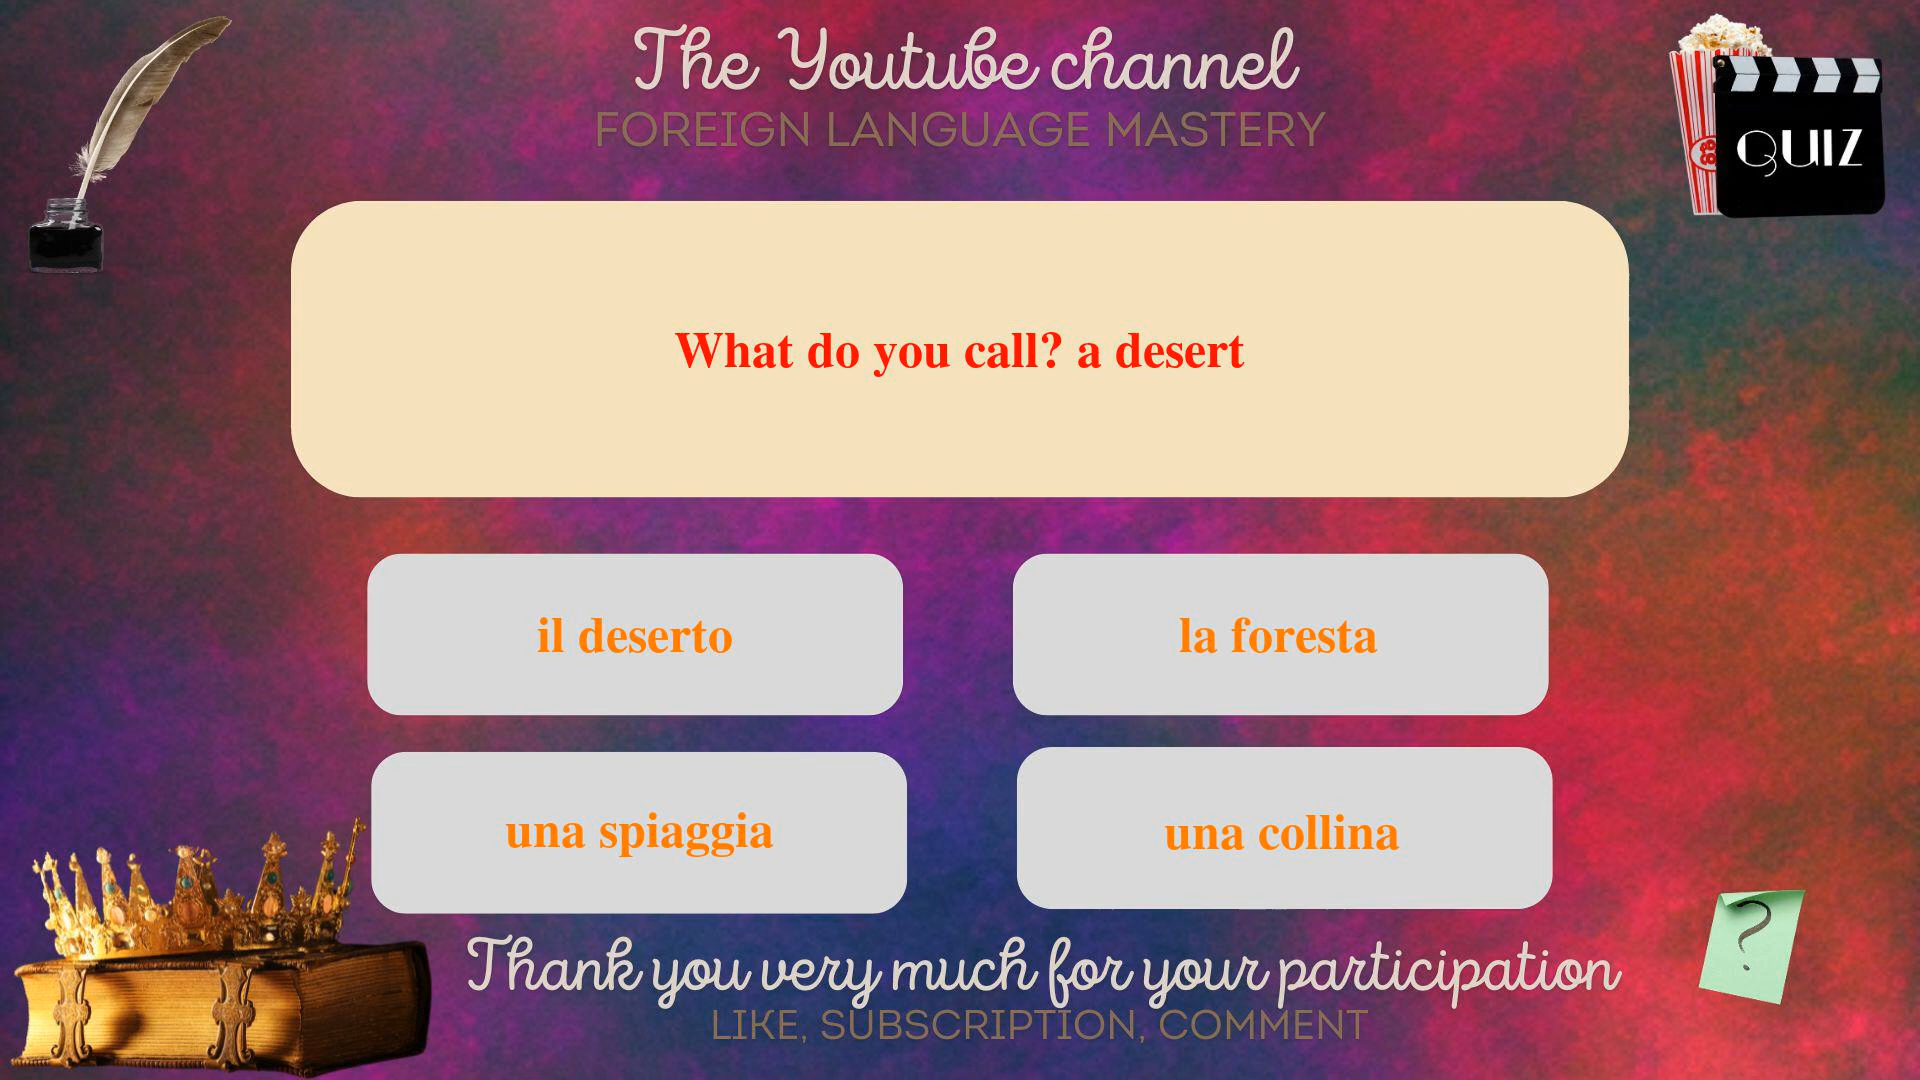 The Youtube channel
FOREIGN LANGUAGE MASTERY
QUIZ
What do you call? a desert
il deserto
la foresta
una spiaggia
una collina
?
Thank you very much for your participation
LIKE, SUBSCRIPTION, COMMENT